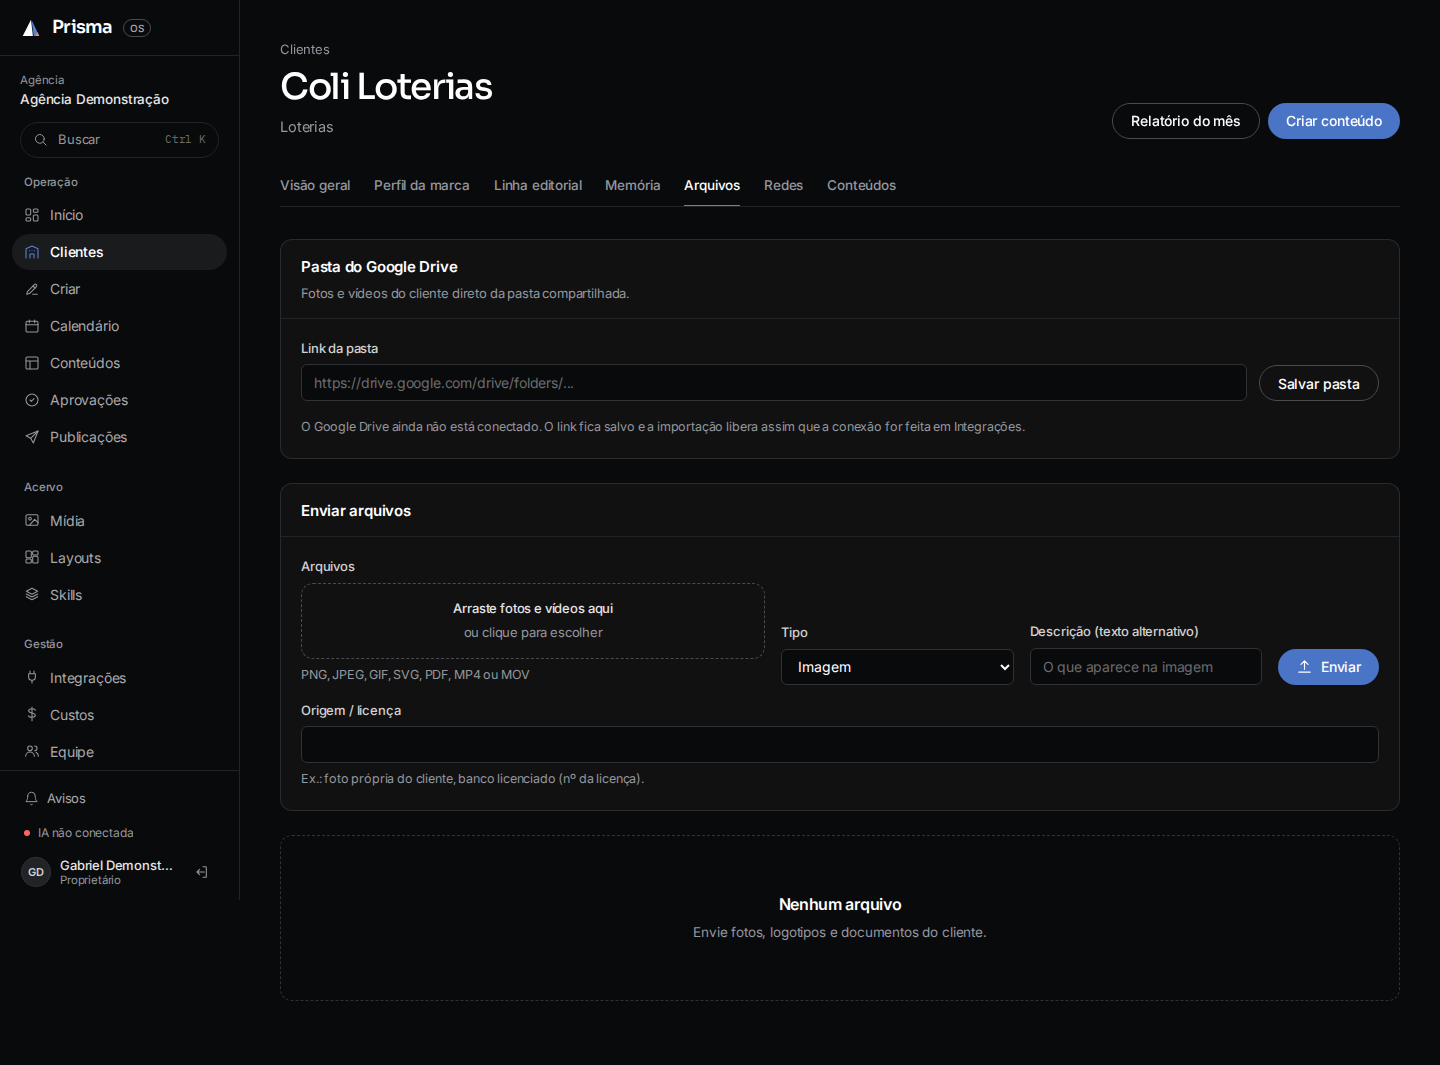 Prisma OS
Agência
Agência Demonstração
Buscar Ctrl K
Operação
Início
Clientes
Criar
Calendário
Conteúdos
Aprovações
Publicações
Acervo
Mídia
Layouts
Skills
Gestão
Integrações
Custos
Equipe
Avisos
IA não conectada
GD
Gabriel Demonst...
Proprietário
Clientes
Coli Loterias
Loterias
Relatório do mês
Criar conteúdo
Visão geral Perfil da marca Linha editorial Memória Arquivos Redes Conteúdos
Pasta do Google Drive
Fotos e vídeos do cliente direto da pasta compartilhada.
Link da pasta
https://drive.google.com/drive/folders/...
Salvar pasta
O Google Drive ainda não está conectado. O link fica salvo e a importação libera assim que a conexão for feita em Integrações.
Enviar arquivos
Arquivos
Arraste fotos e vídeos aqui
ou clique para escolher
PNG, JPEG, GIF, SVG, PDF, MP4 ou MOV
Tipo
Imagem
Descrição (texto alternativo)
O que aparece na imagem
Enviar
Origem / licença
Ex.: foto própria do cliente, banco licenciado (nº da licença).
Nenhum arquivo
Envie fotos, logotipos e documentos do cliente.